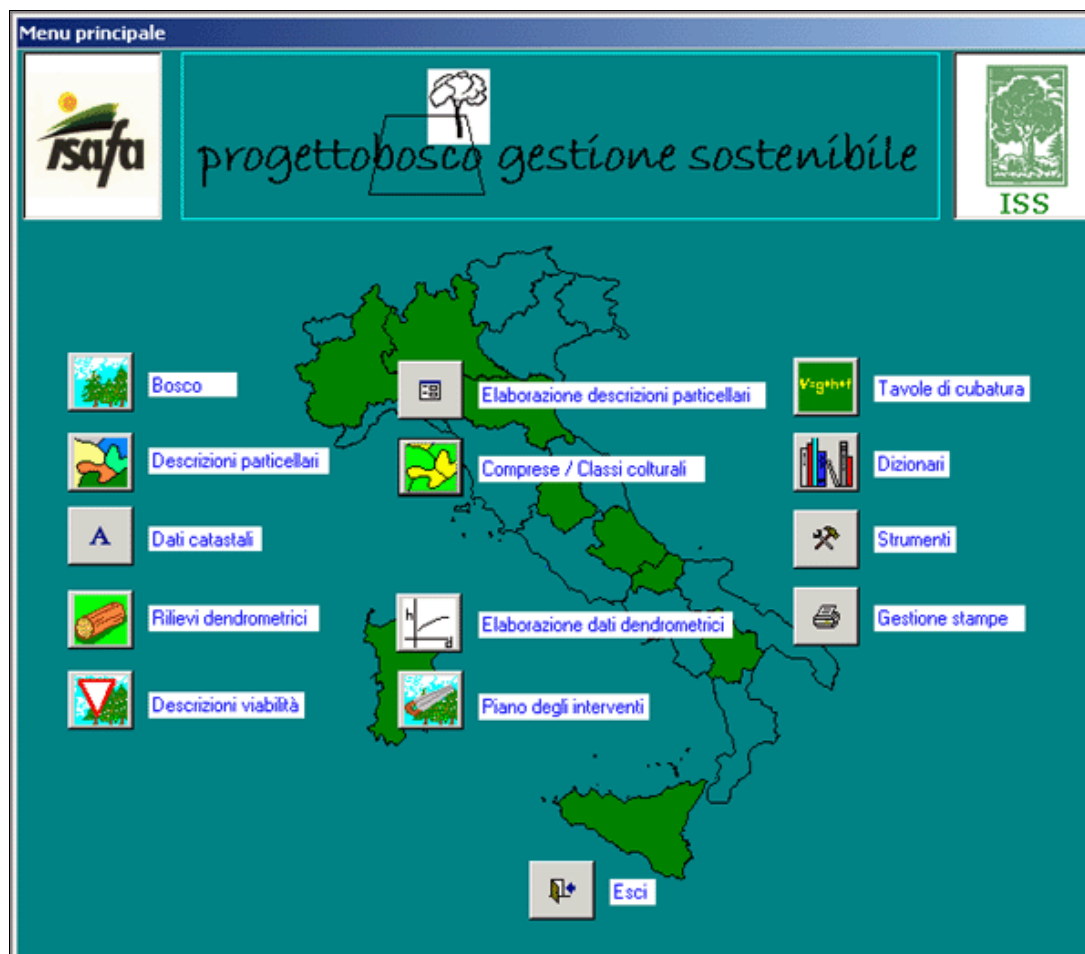 Menu principale
isafa
progettobosco gestione sostenibile
ISS
Bosco
Descrizioni particellari
A
Dati catastali
Rilievi dendrometrici
Descrizioni viabilità
Elaborazione descrizioni particellari
Comprese / Classi colturali
h
d
Elaborazione dati dendrometrici
Piano degli interventi
V=g*h*f
Tavole di cubatura
Dizionari
Strumenti
Gestione stampe
Esci